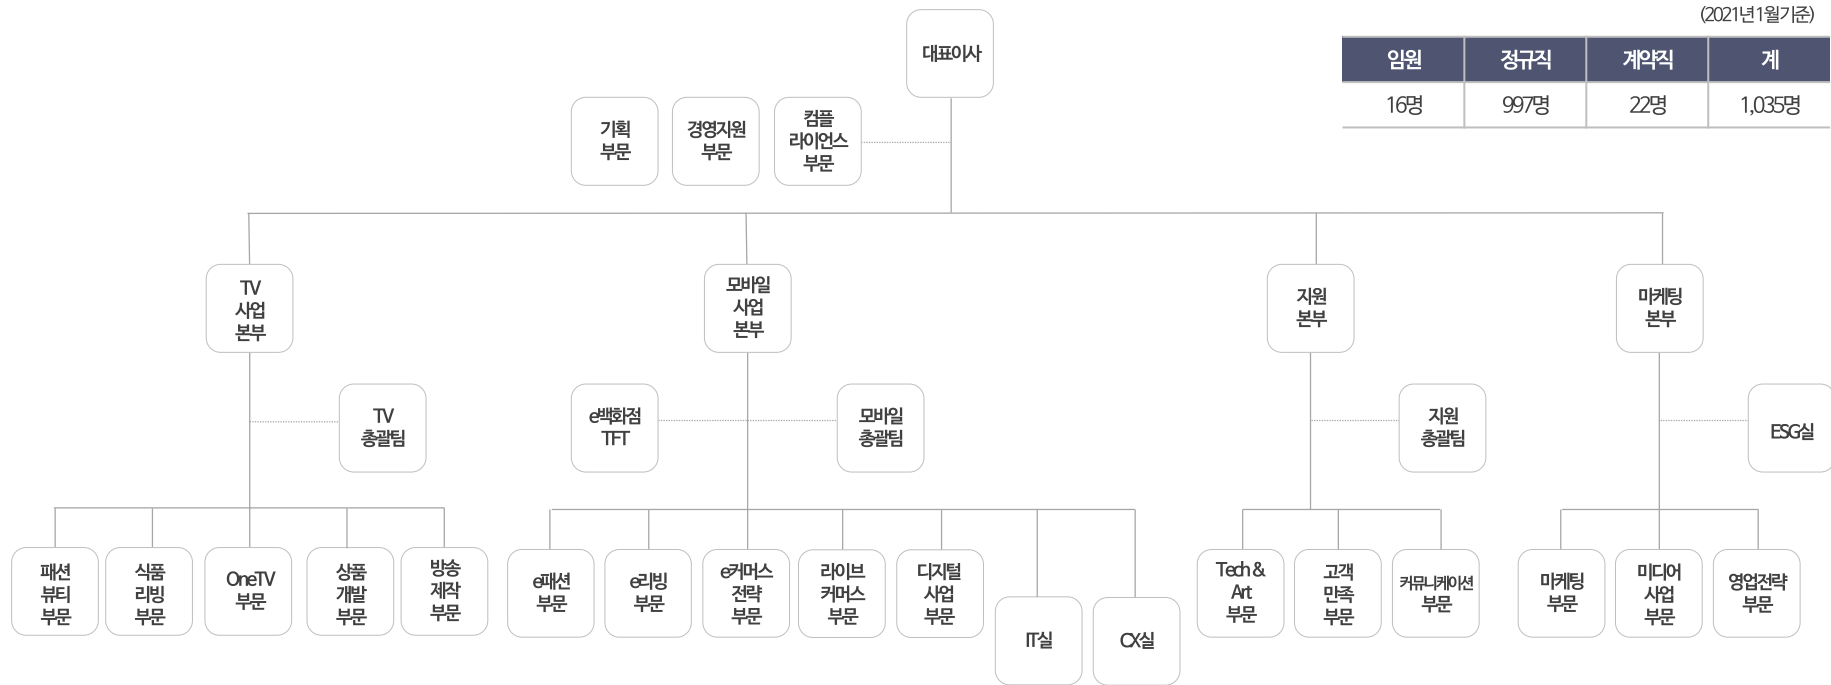 (2021년 1월기준)
임원 정규직 계약직 계
16명 997명 22명 1,035명
대표이사
기획
부문
경영지원
부문
컴플
라이언스
부문
TV
사업
본부
모바일
사업
본부
지원
본부
마케팅
본부
TV
총괄팀
e백화점
TFT
모바일
총괄팀
지원
총괄팀
ESG실
패션
뷰티
부문
식품
리빙
부문
OneTV
부문
상품
개발
부문
방송
제작
부문
e패션
부문
e리빙
부문
e커머스
전략
부문
라이브
커머스
부문
디지털
사업
부문
IT실
CX실
Tech &
Art
부문
고객
만족
부문
커뮤니케이션
부문
마케팅
부문
미디어
사업
부문
영업전략
부문